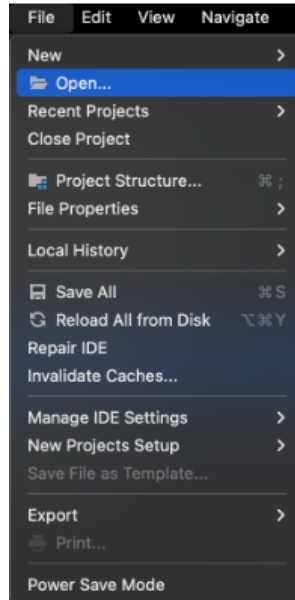 File Edit View Navigate
New >
Open...
Recent Projects >
Close Project
Project Structure... ⌘ ;
File Properties >
Local History >
Save All ⌘ S
Reload All from Disk ⌥ ⌘ Y
Repair IDE
Invalidate Caches...
Manage IDE Settings >
New Projects Setup >
Save File as Template...
Export >
Print...
Power Save Mode